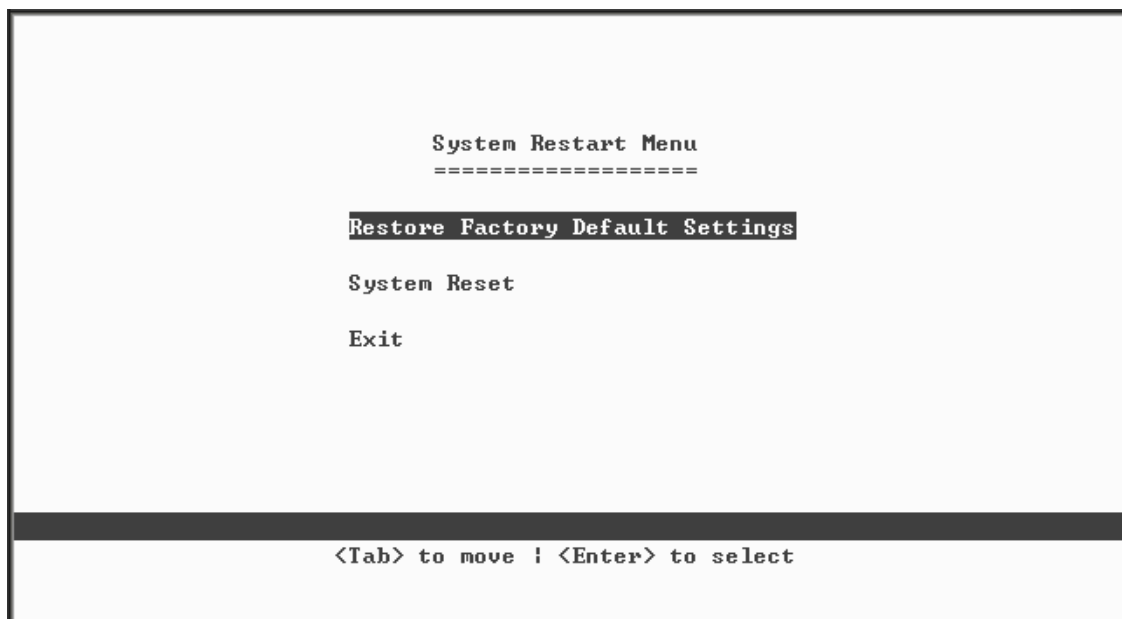 System Restart Menu
===================
Restore Factory Default Settings
System Reset
Exit
<Tab> to move ¦ <Enter> to select